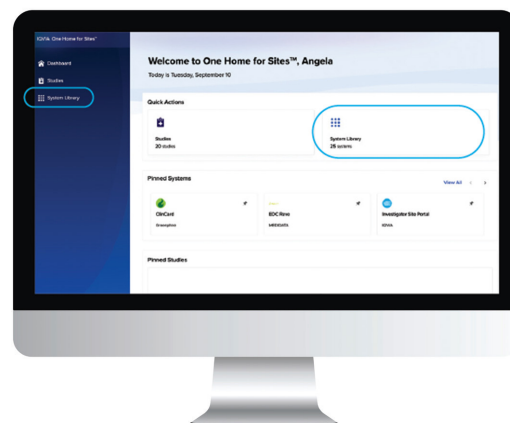 IQVIA One Home for Sites™
Dashboard
Studies
System Library
Welcome to One Home for Sites™, Angela
Today is Tuesday, September 10
Quick Actions
Studies
20 studies
System Library
25 systems
Pinned Systems
View All
ClinCard
Greenphire
EDC Rave
MEDIDATA
Investigator Site Portal
IQVIA
Pinned Studies